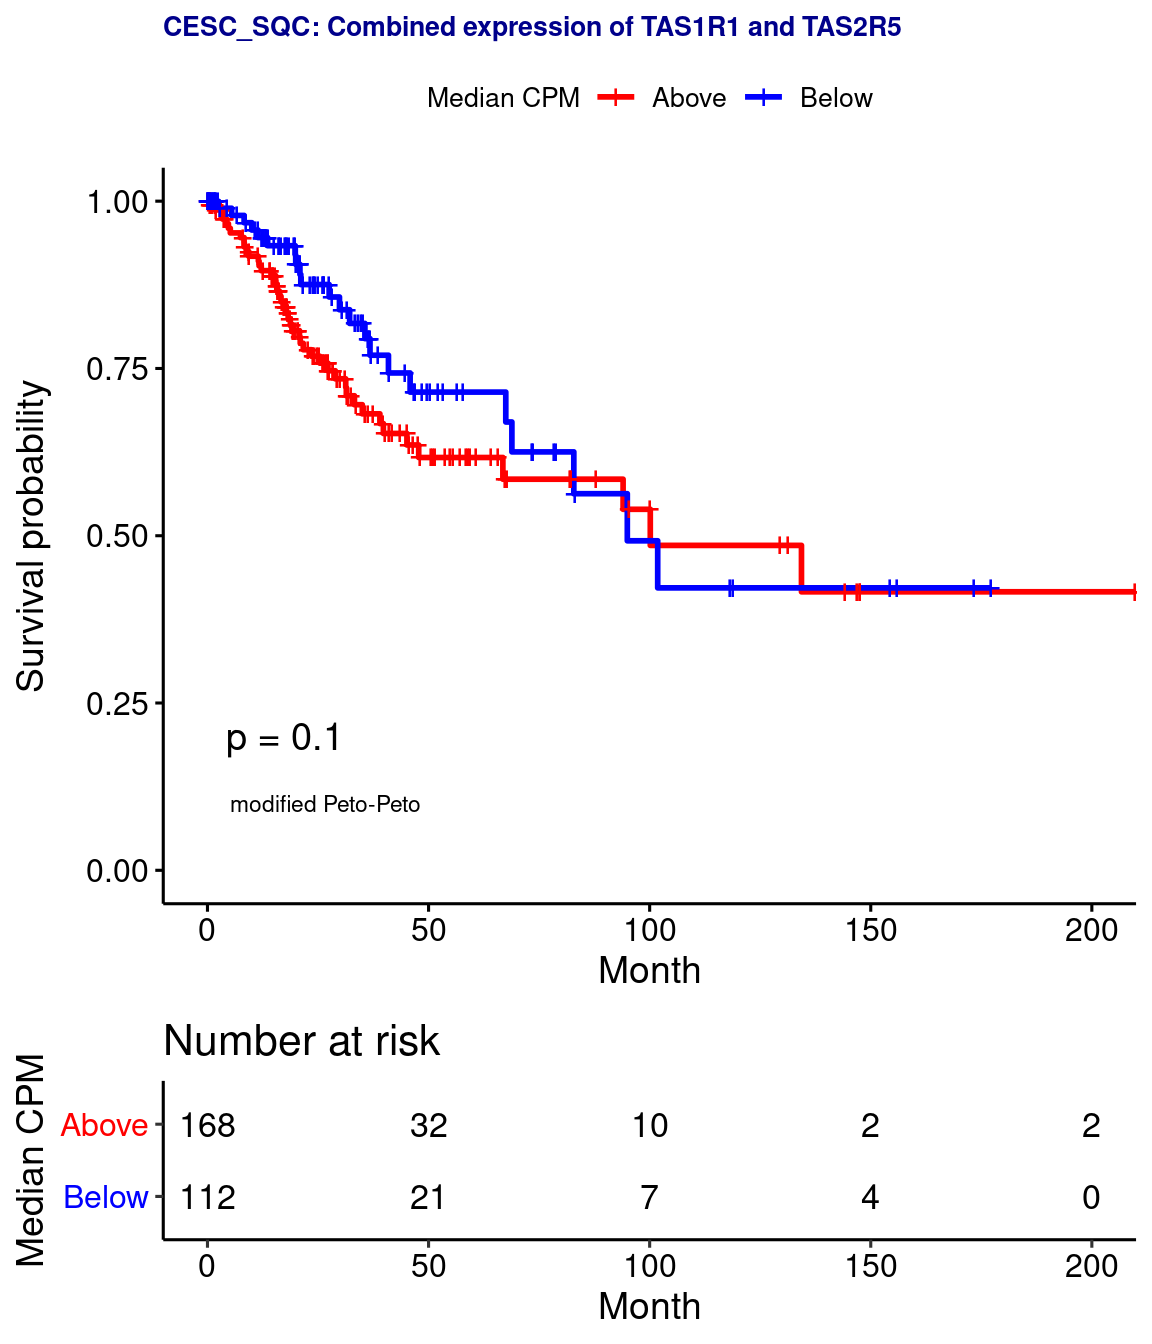 CESC_SQC: Combined expression of TAS1R1 and TAS2R5
Median CPM Above Below
Survival probability
1.00
0.75
0.50
0.25
0.00
p = 0.1
modified Peto-Peto
0 50 100 150 200
Month
Number at risk
Median CPM
Above 168 32 10 2 2
Below 112 21 7 4 0
0 50 100 150 200
Month